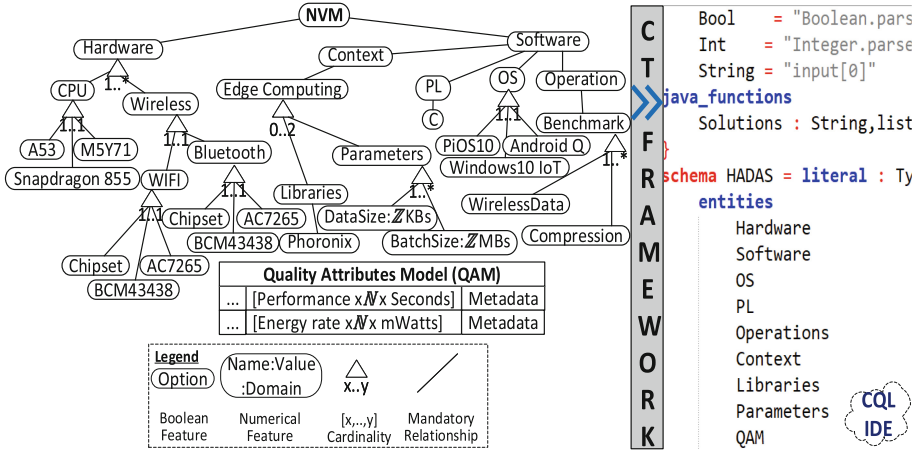 NVM
Hardware
Context
Software
1..*
CPU
Wireless
Edge Computing
PL
OS
Operation
1..1
A53
M5Y71
1..1
0..2
C
1..1
Benchmark
Snapdragon 855
WIFI
Bluetooth
Parameters
PiOS10
Android Q
Windows10 IoT
1..*
1..1
1..1
Libraries
1..*
Chipset
AC7265
DataSize:ℤKBs
WirelessData
BCM43438
Phoronix
BatchSize:ℤMBs
Compression
Chipset
AC7265
BCM43438
Quality Attributes Model (QAM)
... [Performance xℕx Seconds] Metadata
... [Energy rate xℕx mWatts] Metadata
Legend
Option
Name:Value
:Domain
x..y
Boolean
Feature
Numerical
Feature
[x,..,y]
Cardinality
Mandatory
Relationship
C
T
F
R
A
M
E
W
O
R
K
Bool = "Boolean.pars
Int = "Integer.parse
String = "input[0]"
java_functions
Solutions : String,list
}
schema HADAS = literal : Ty
entities
Hardware
Software
OS
PL
Operations
Context
Libraries
Parameters
QAM
CQL
IDE